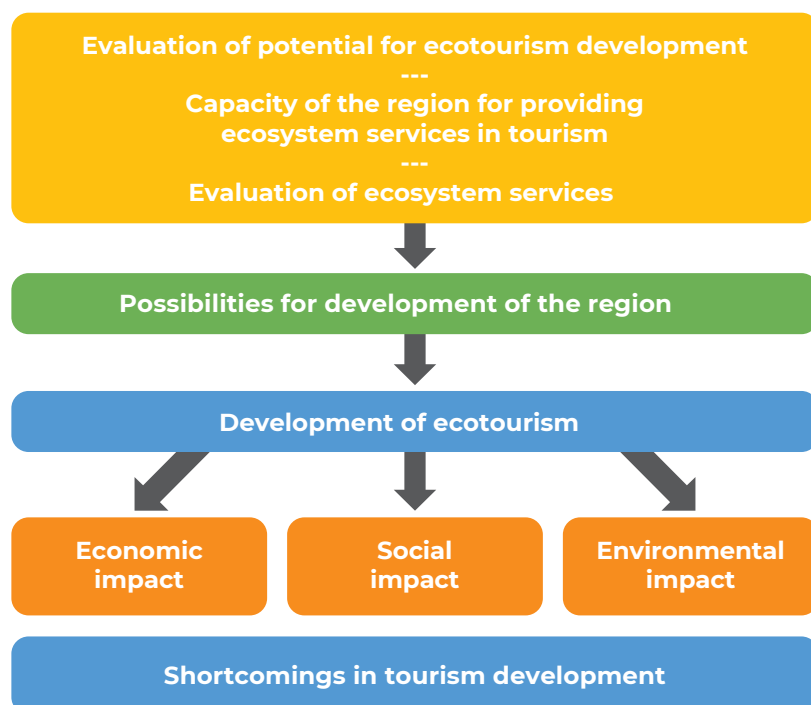 Evaluation of potential for ecotourism development
---
Capacity of the region for providing
ecosystem services in tourism
---
Evaluation of ecosystem services
Possibilities for development of the region
Development of ecotourism
Economic
impact
Social
impact
Environmental
impact
Shortcomings in tourism development